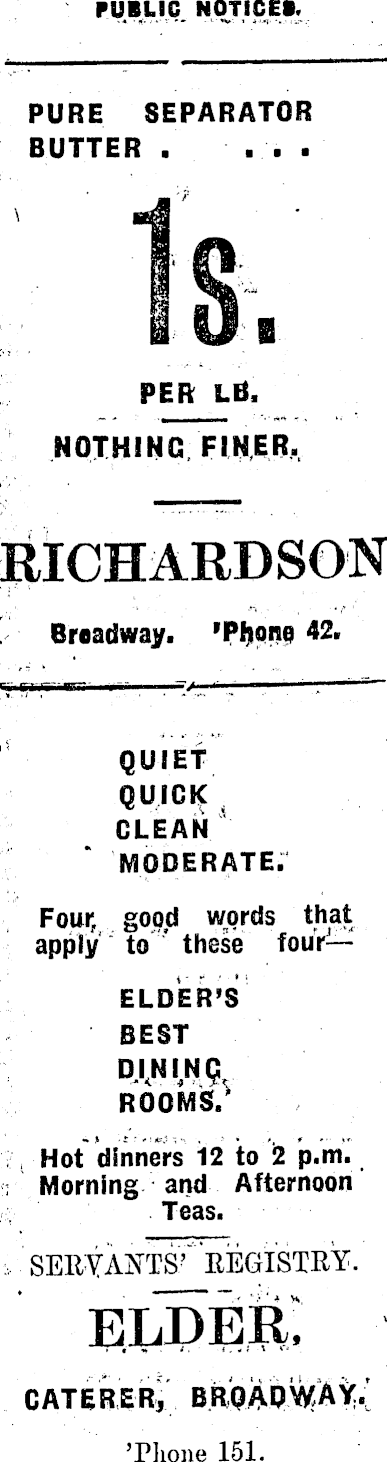 PUBLIC NOTICES.
PURE SEPARATOR
BUTTER . . . .
1s.
PER LB.
NOTHING FINER.
RICHARDSON
Broadway. 'Phone 42.
QUIET
QUICK
CLEAN
MODERATE.
Four good words that
apply to these four—
ELDER'S
BEST
DINING
ROOMS.
Hot dinners 12 to 2 p.m.
Morning and Afternoon
Teas.
SERVANTS' REGISTRY.
ELDER,
CATERER, BROADWAY.
'Phone 151.